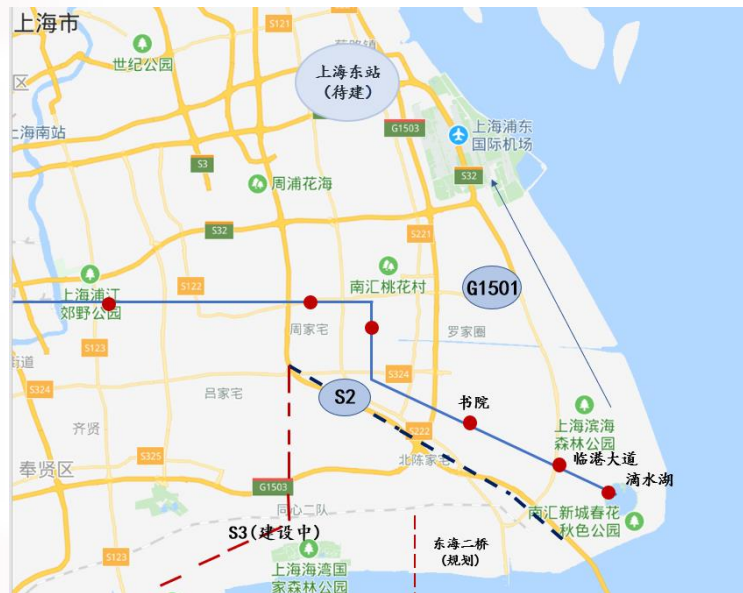 上海市
S121
世纪公园
上海东站
(待建)
区
上海南站
G1503
上海浦东
国际机场
S3
S32
周浦花海
S32
S221
南汇桃花村
G1501
上海浦江
郊野公园
S122
周家宅
罗家圈
S123
街道
S324
S324
吕家宅
S2
书院
上海滨海
森林公园
齐贤
S222
北陈家宅
临港大道
滴水湖
奉贤区
S325
G1503
同心二队
南汇新城春花
秋色公园
S3(建设中)
东海二桥
(规划)
S123
上海海湾国
家森林公园